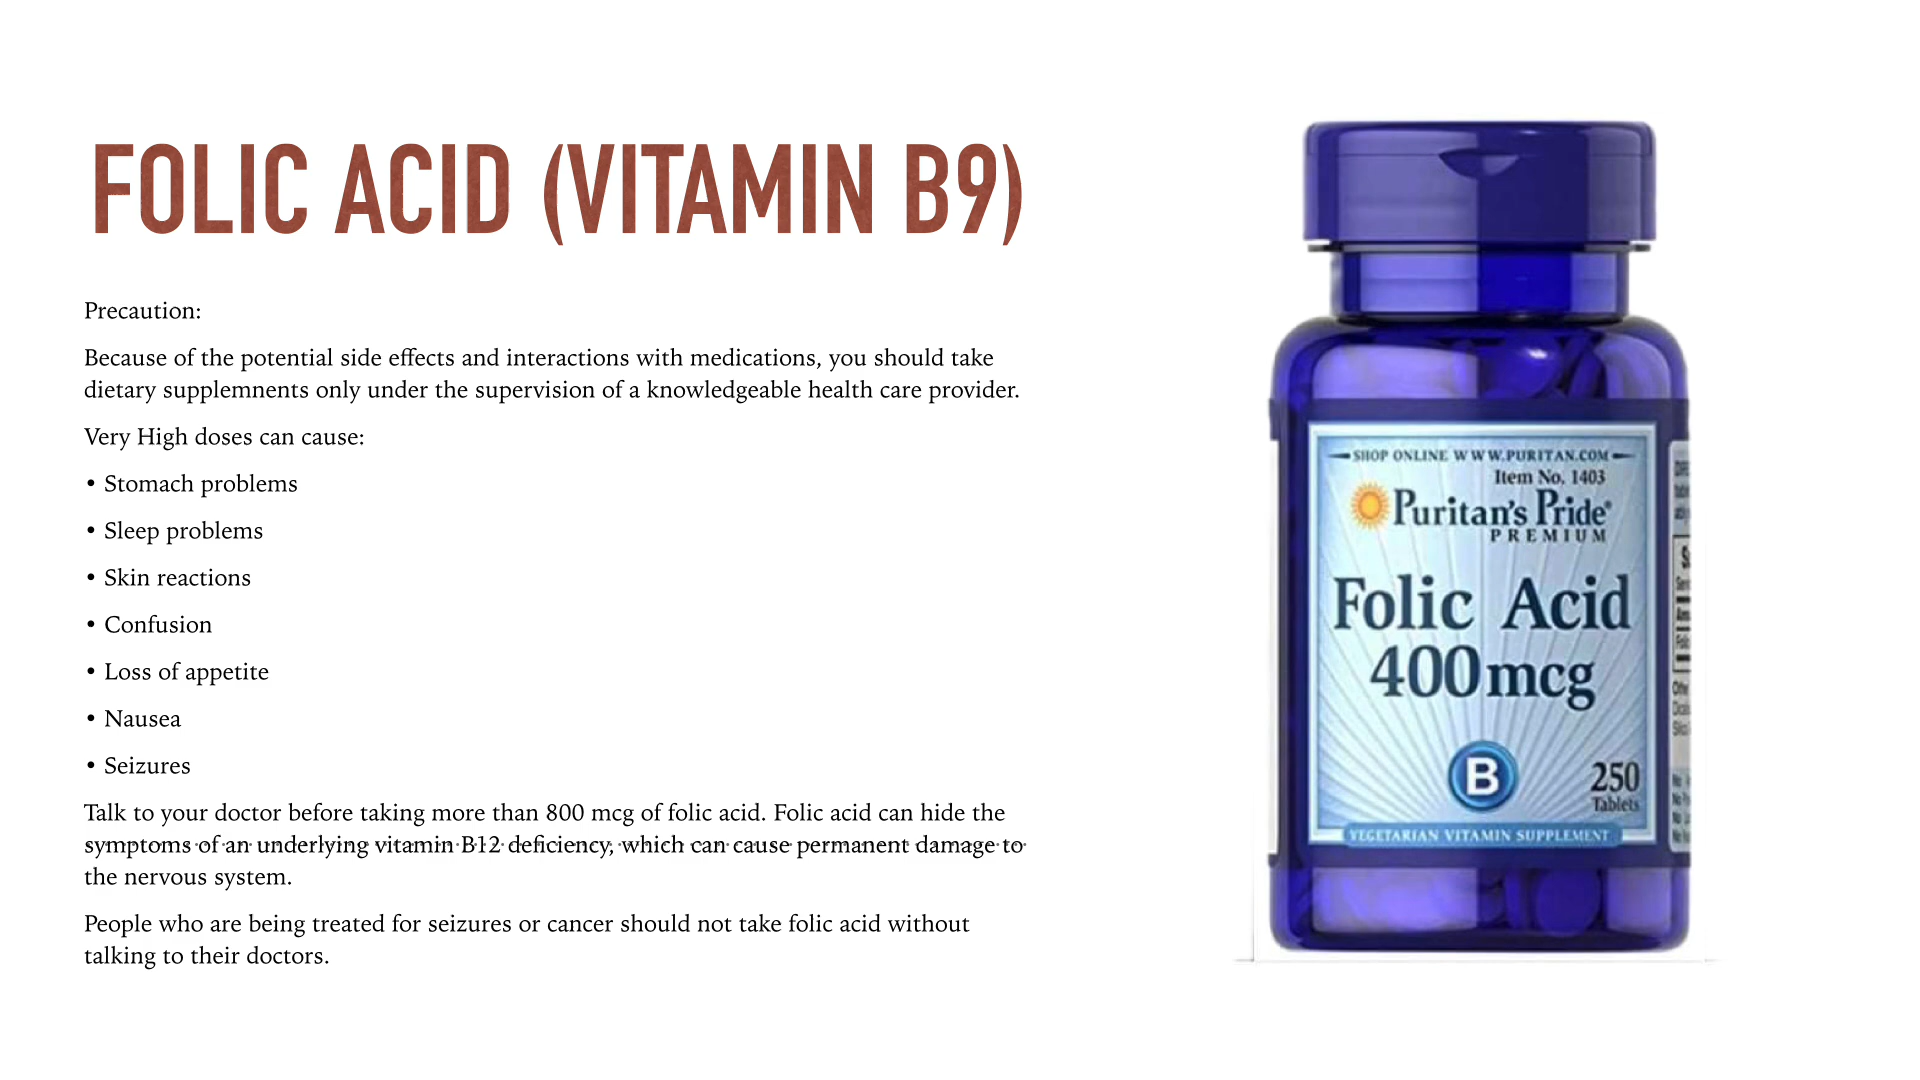 FOLIC ACID (VITAMIN B9)
Precaution:
Because of the potential side effects and interactions with medications, you should take
dietary supplemnents only under the supervision of a knowledgeable health care provider.
Very High doses can cause:
• Stomach problems
• Sleep problems
• Skin reactions
• Confusion
• Loss of appetite
• Nausea
• Seizures
Talk to your doctor before taking more than 800 mcg of folic acid. Folic acid can hide the
symptoms of an underlying vitamin B12 deficiency, which can cause permanent damage to
the nervous system.
People who are being treated for seizures or cancer should not take folic acid without
talking to their doctors.
SHOP ONLINE WWW.PURITAN.COM
Item No. 1403
Puritan's Pride®
PREMIUM
Folic Acid
400mcg
B
250
Tablets
VEGETARIAN VITAMIN SUPPLEMENT